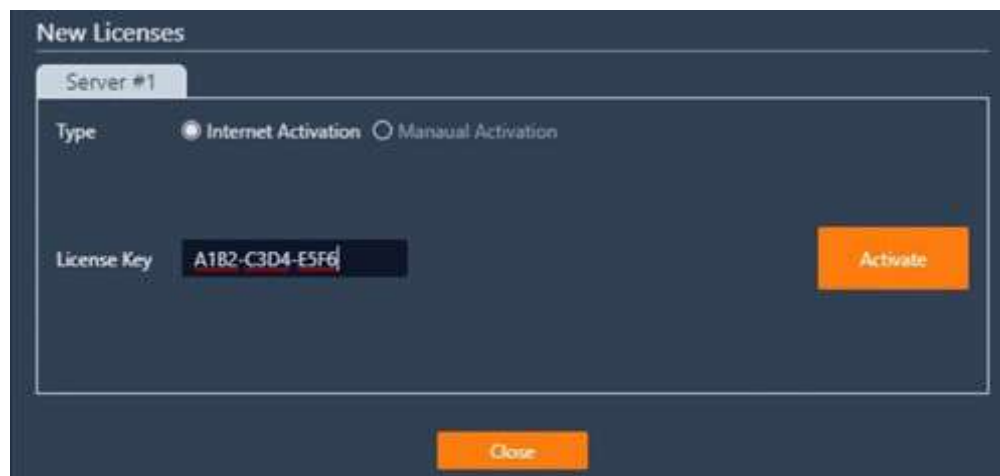 New Licenses
Server #1
Type Internet Activation Manaual Activation
License Key A1B2-C3D4-E5F6 Activate
Close